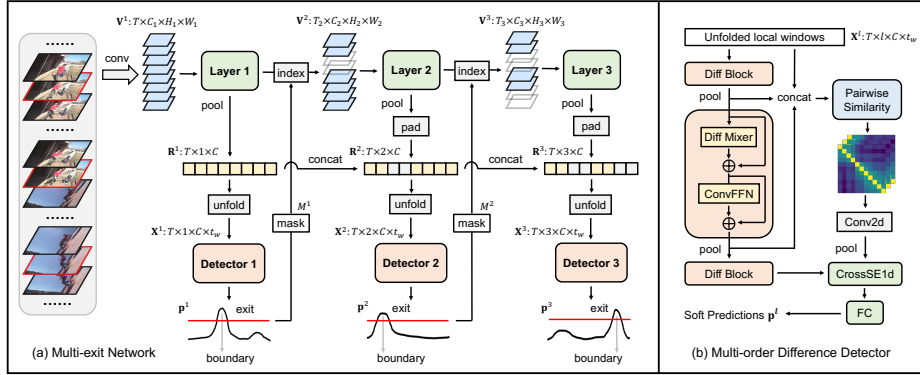 V¹: T×C₁×H₁×W₁
V²: T₂×C₂×H₂×W₂
V³: T₃×C₃×H₃×W₃
......
conv
Layer 1
index
Layer 2
index
Layer 3
pool
pool
pool
pad
pad
R¹: T×1×C
concat
R²: T×2×C
concat
R³: T×3×C
......
unfold
M¹
unfold
M²
unfold
mask
mask
X¹: T×1×C×t_w
X²: T×2×C×t_w
X³: T×3×C×t_w
Detector 1
Detector 2
Detector 3
......
p¹
exit
p²
exit
p³
exit
(a) Multi-exit Network
boundary
boundary
boundary
Unfolded local windows
Xˡ: T×l×C×t_w
Diff Block
pool
concat
Pairwise
Similarity
Diff Mixer
ConvFFN
Conv2d
pool
pool
Diff Block
CrossSE1d
Soft Predictions pˡ
FC
(b) Multi-order Difference Detector